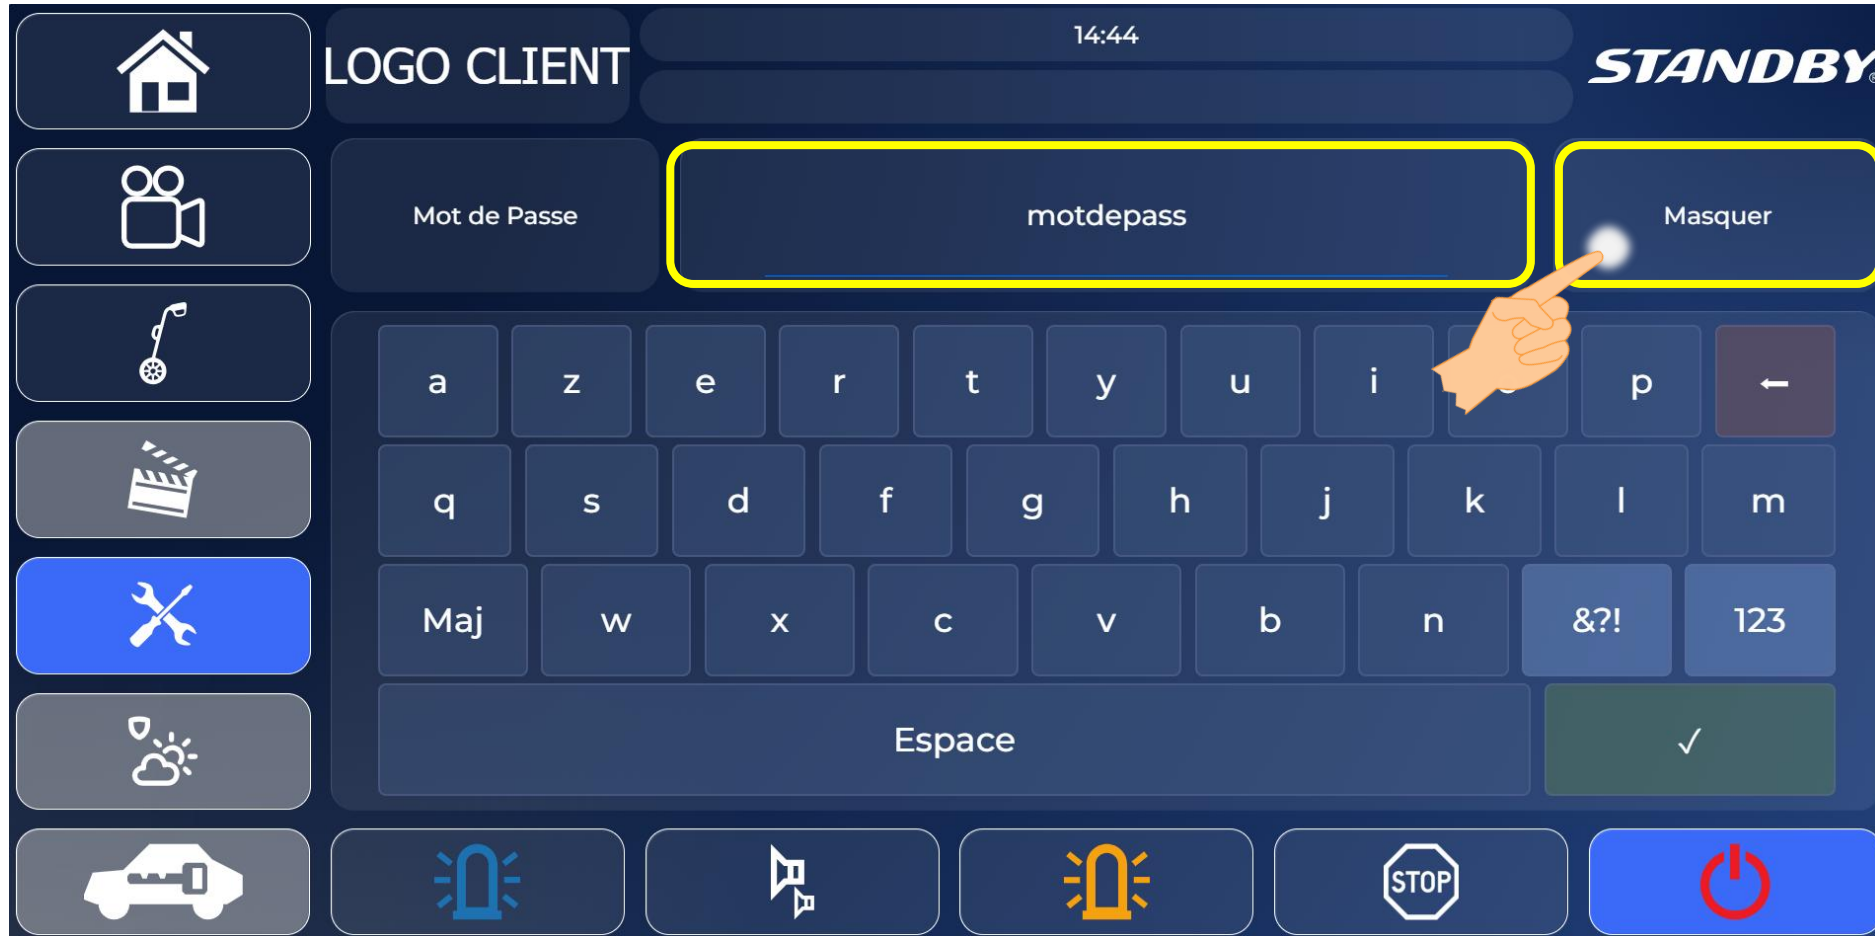 LOGO CLIENT
14:44
STANDBY®
Mot de Passe
motdepass
Masquer
a z e r t y u i p ←
q s d f g h j k l m
Maj w x c v b n &?! 123
Espace ✓
STOP